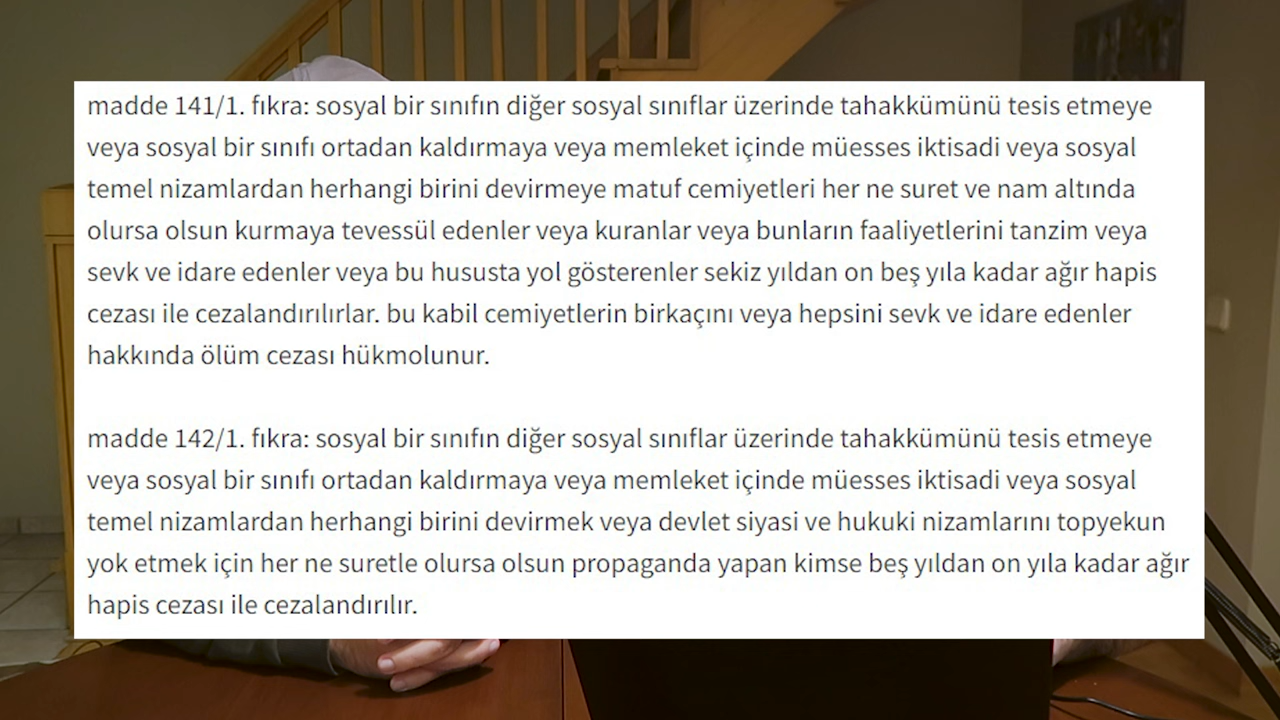 madde 141/1. fıkra: sosyal bir sınıfın diğer sosyal sınıflar üzerinde tahakkümünü tesis etmeye
veya sosyal bir sınıfı ortadan kaldırmaya veya memleket içinde müesses iktisadi veya sosyal
temel nizamlardan herhangi birini devirmeye matuf cemiyetleri her ne suret ve nam altında
olursa olsun kurmaya tevessül edenler veya kuranlar veya bunların faaliyetlerini tanzim veya
sevk ve idare edenler veya bu hususta yol gösterenler sekiz yıldan on beş yıla kadar ağır hapis
cezası ile cezalandırılırlar. bu kabil cemiyetlerin birkaçını veya hepsini sevk ve idare edenler
hakkında ölüm cezası hükmolunur.
madde 142/1. fıkra: sosyal bir sınıfın diğer sosyal sınıflar üzerinde tahakkümünü tesis etmeye
veya sosyal bir sınıfı ortadan kaldırmaya veya memleket içinde müesses iktisadi veya sosyal
temel nizamlardan herhangi birini devirmek veya devlet siyasi ve hukuki nizamlarını topyekun
yok etmek için her ne suretle olursa olsun propaganda yapan kimse beş yıldan on yıla kadar ağır
hapis cezası ile cezalandırılır.